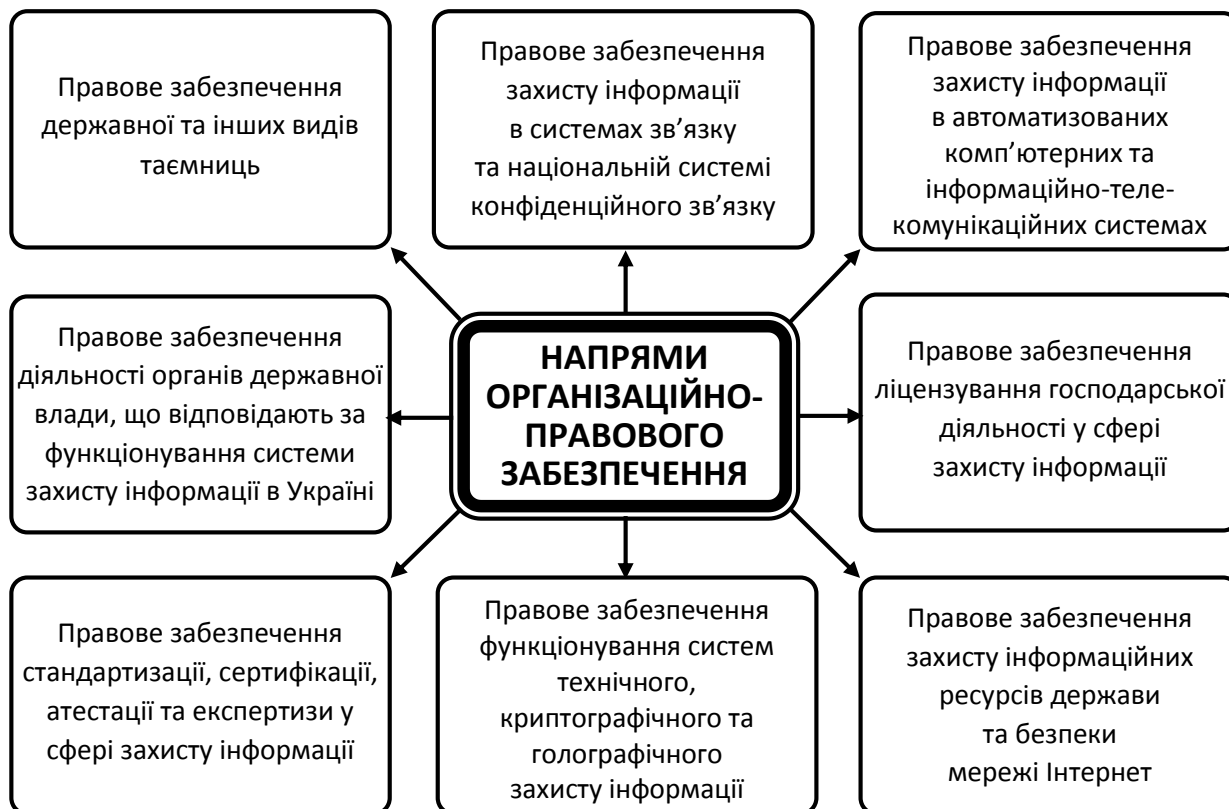 Правове забезпечення
державної та інших видів
таємниць
Правове забезпечення
захисту інформації
в системах зв’язку
та національній системі
конфіденційного зв’язку
Правове забезпечення
захисту інформації
в автоматизованих
комп’ютерних та
інформаційно-теле-
комунікаційних системах
Правове забезпечення
діяльності органів державної
влади, що відповідають за
функціонування системи
захисту інформації в Україні
НАПРЯМИ
ОРГАНІЗАЦІЙНО-
ПРАВОВОГО
ЗАБЕЗПЕЧЕННЯ
Правове забезпечення
ліцензування господарської
діяльності у сфері
захисту інформації
Правове забезпечення
стандартизації, сертифікації,
атестації та експертизи у
сфері захисту інформації
Правове забезпечення
функціонування систем
технічного,
криптографічного та
голографічного
захисту інформації
Правове забезпечення
захисту інформаційних
ресурсів держави
та безпеки
мережі Інтернет